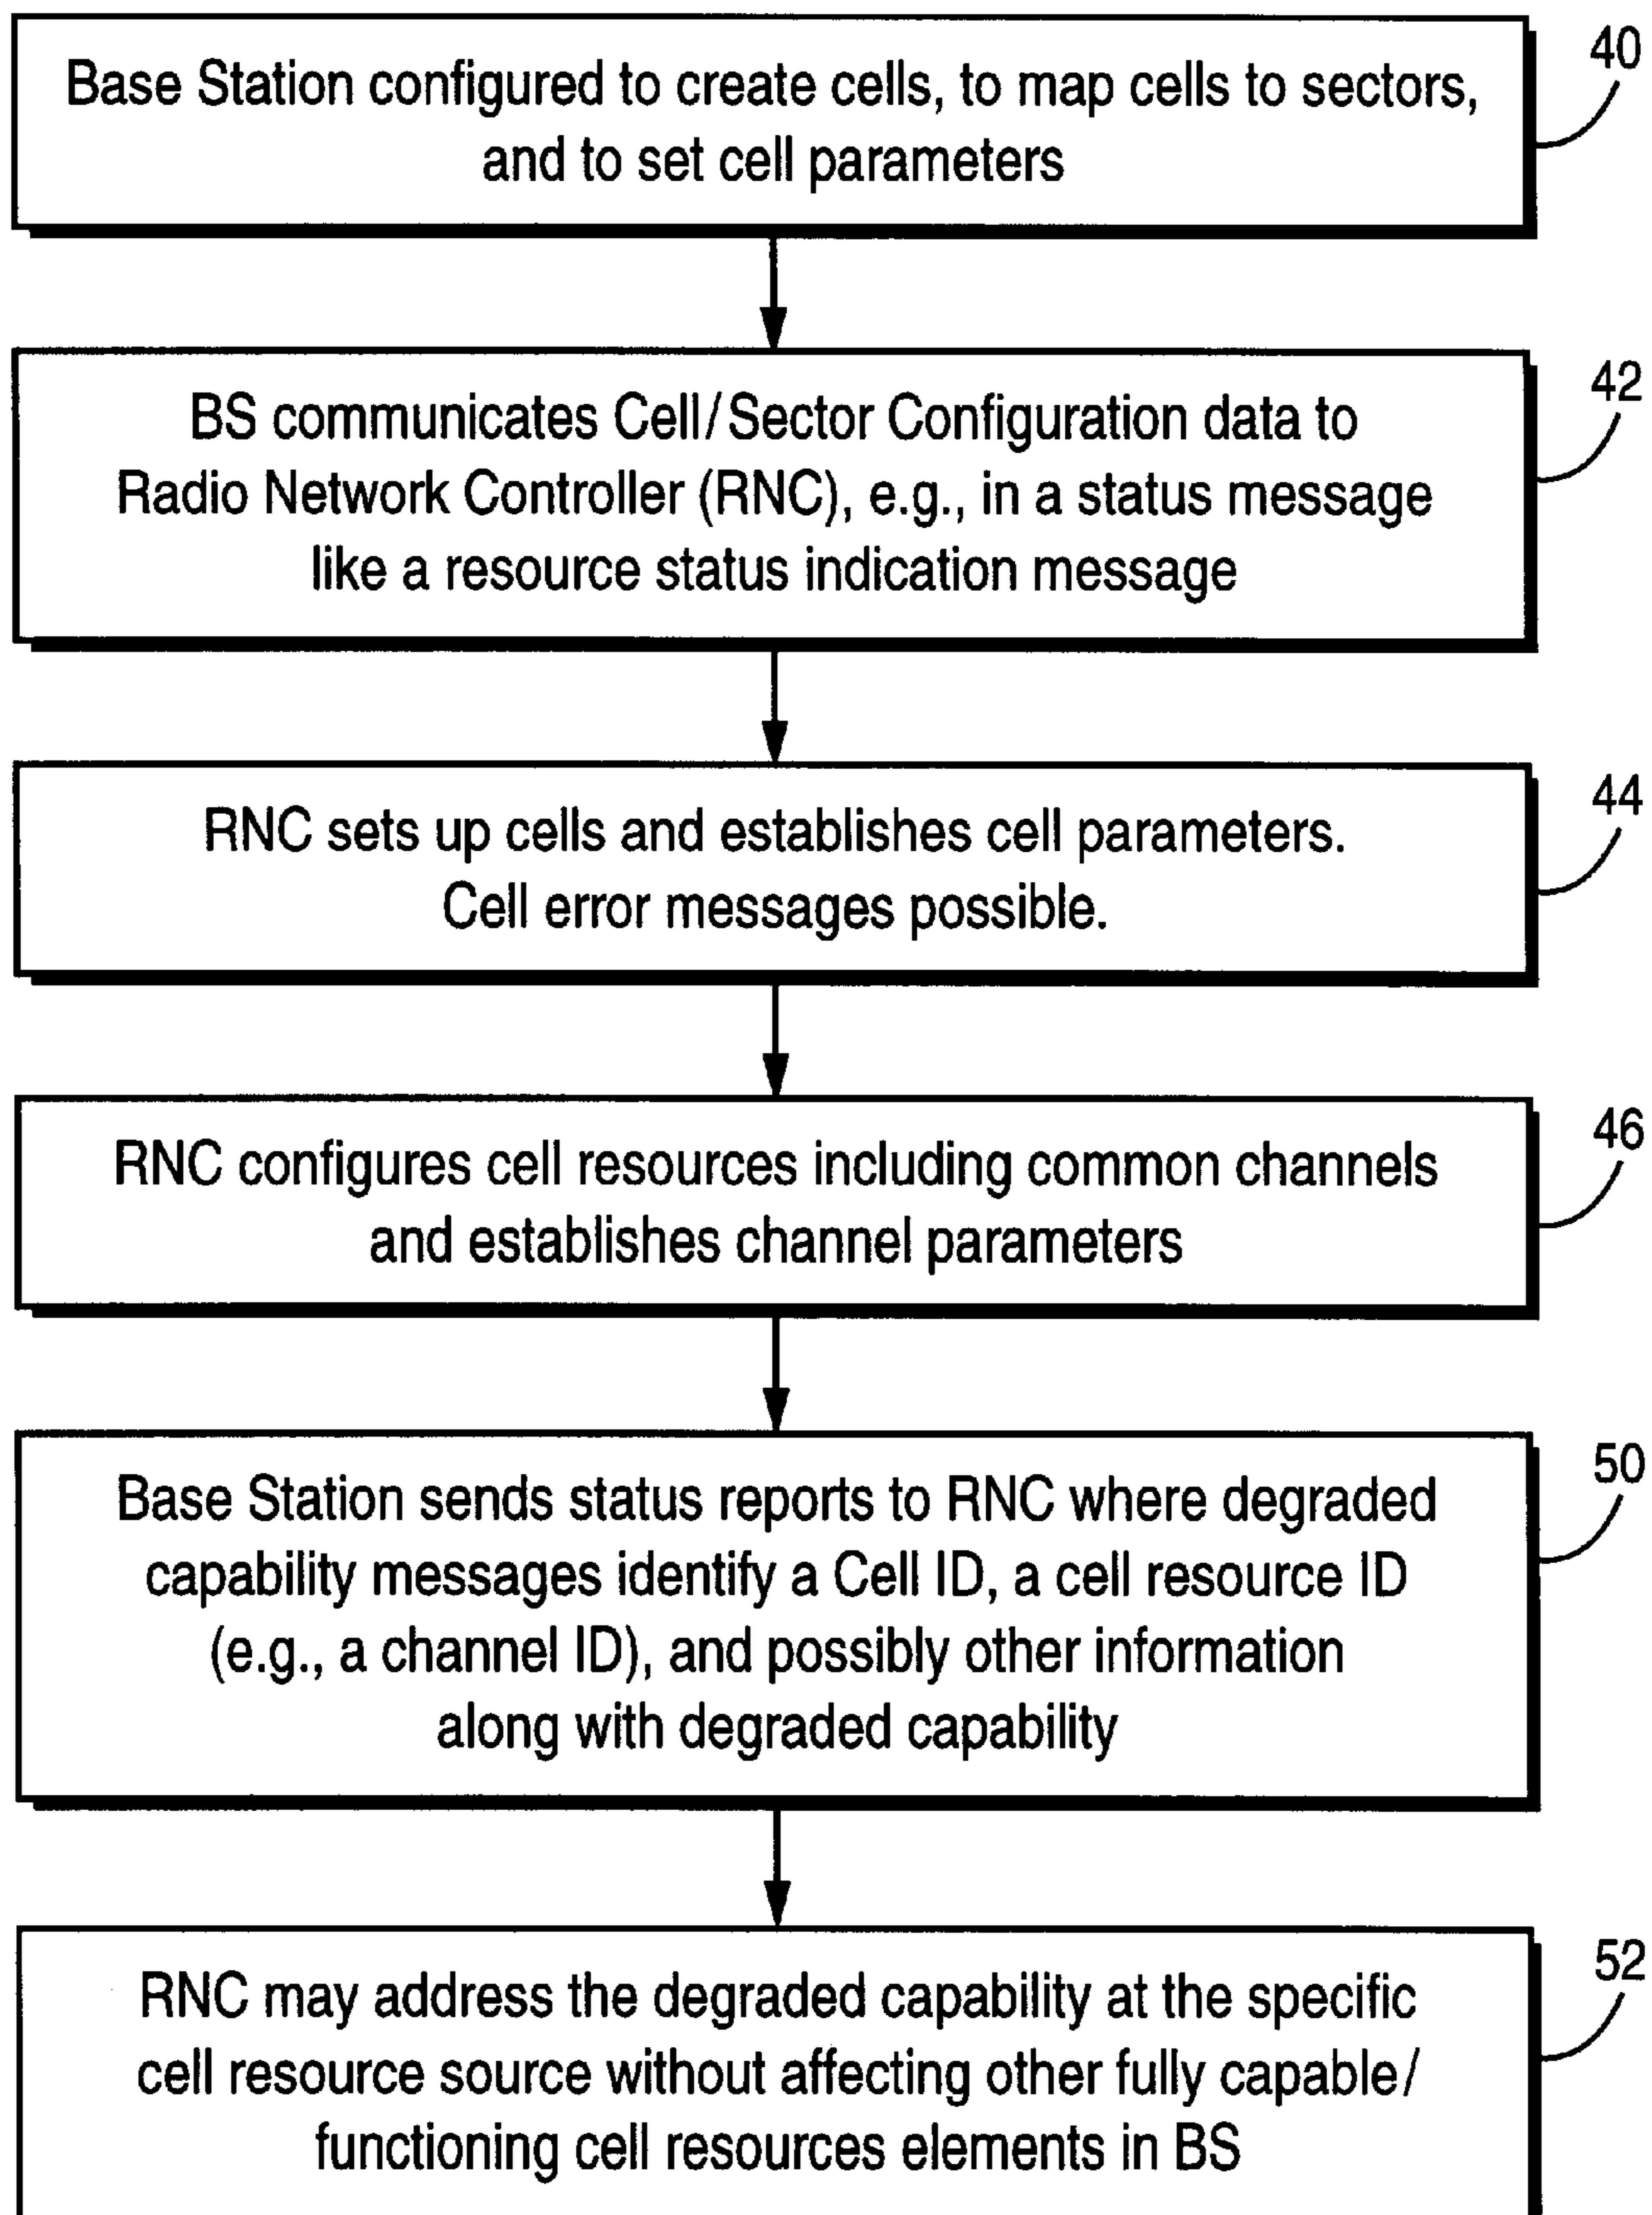 Base Station configured to create cells, to map cells to sectors,
and to set cell parameters
40
BS communicates Cell/Sector Configuration data to
Radio Network Controller (RNC), e.g., in a status message
like a resource status indication message
42
RNC sets up cells and establishes cell parameters.
Cell error messages possible.
44
RNC configures cell resources including common channels
and establishes channel parameters
46
Base Station sends status reports to RNC where degraded
capability messages identify a Cell ID, a cell resource ID
(e.g., a channel ID), and possibly other information
along with degraded capability
50
RNC may address the degraded capability at the specific
cell resource source without affecting other fully capable/
functioning cell resources elements in BS
52